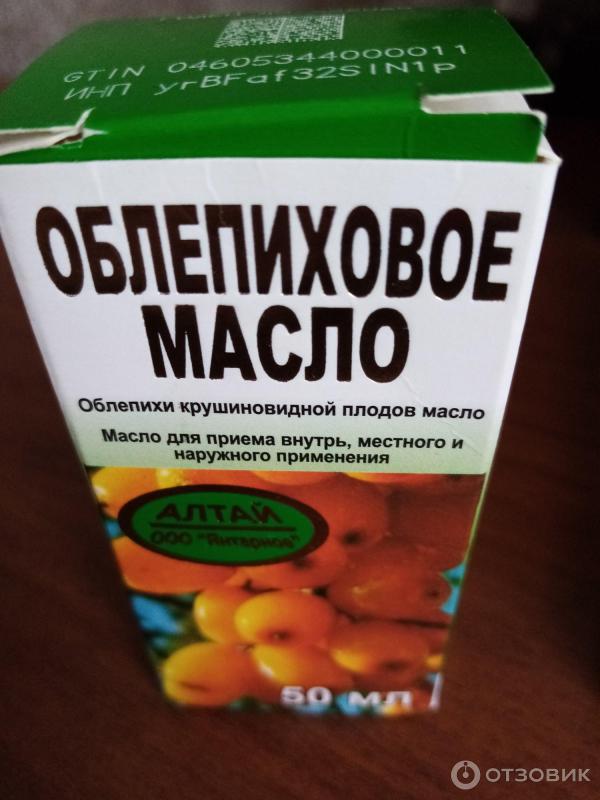 GTIN 04605344000011
ИНП yrBFaf32SIN1p
ОБЛЕПИХОВОЕ
МАСЛО
Облепихи крушиновидной плодов масло
Масло для приема внутрь, местного и
наружного применения
АЛТАЙ
ООО "Янтарное"
50 мл
ОТЗОВИК